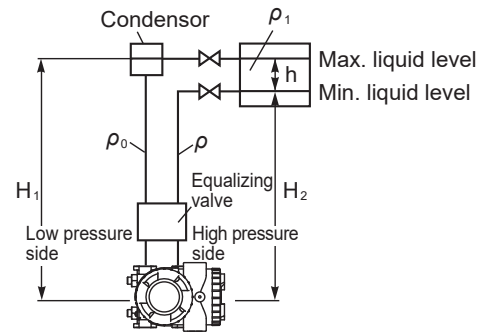 Condensor
ρ1
Max. liquid level
h
Min. liquid level
ρ0
ρ
H1
Equalizing
valve
H2
Low pressure
side
High pressure
side